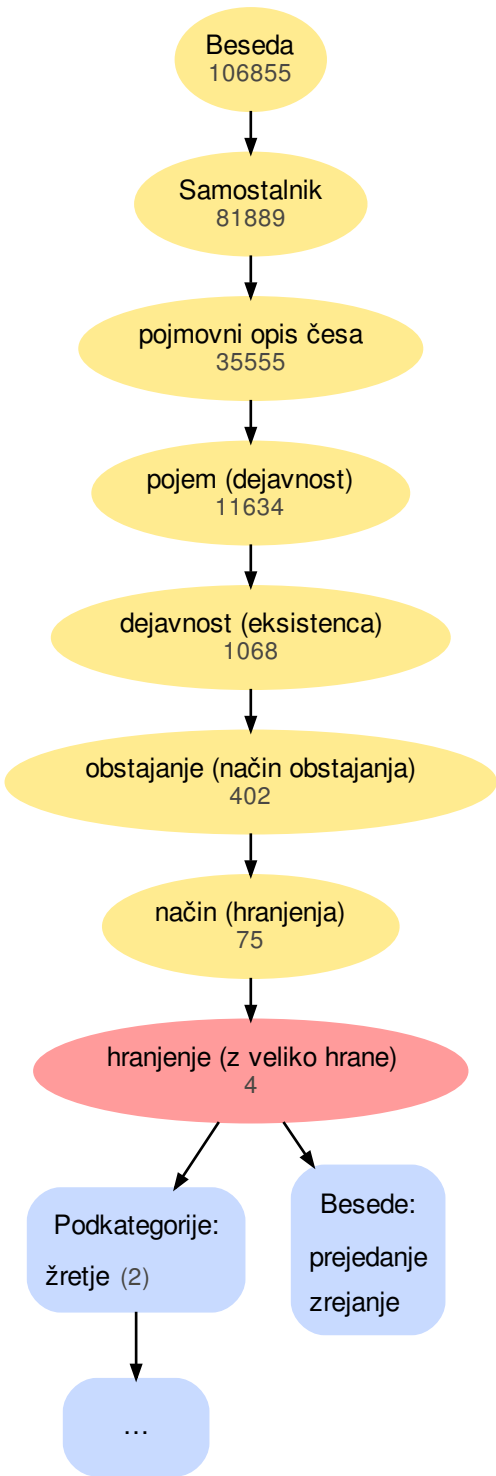 Beseda
106855
Samostalnik
81889
pojmovni opis česa
35555
pojem (dejavnost)
11634
dejavnost (eksistenca)
1068
obstajanje (način obstajanja)
402
način (hranjenja)
75
hranjenje (z veliko hrane)
4
Podkategorije:
žretje (2)
Besede:
prejedanje
zrejanje
...